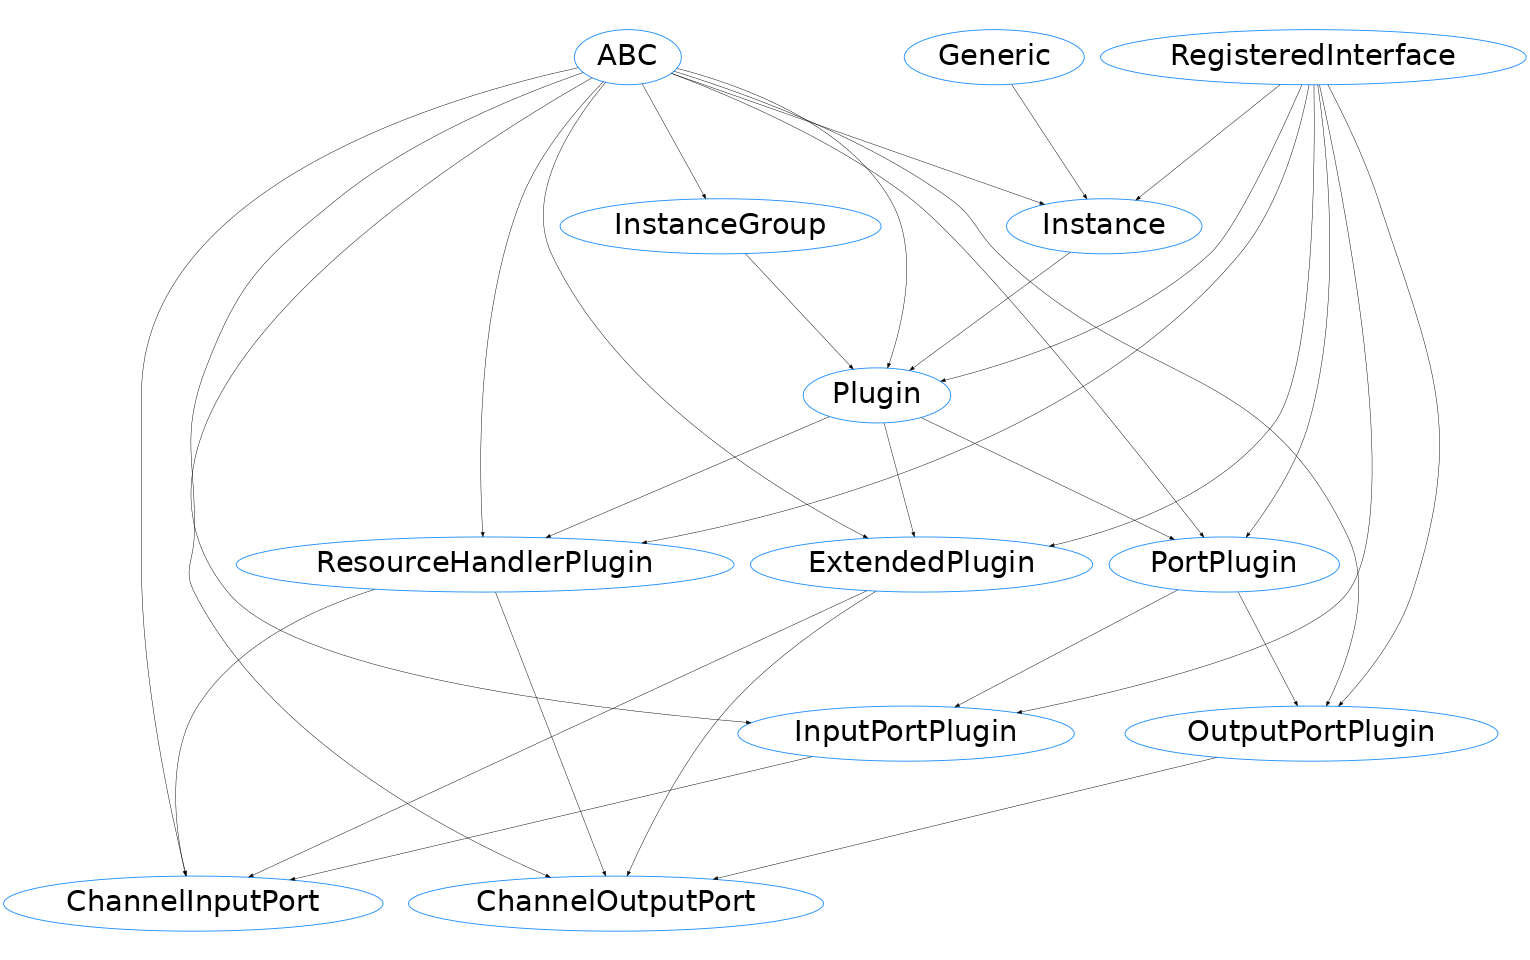 ABC
Generic
RegisteredInterface
InstanceGroup
Instance
Plugin
ResourceHandlerPlugin
ExtendedPlugin
PortPlugin
InputPortPlugin
OutputPortPlugin
ChannelInputPort
ChannelOutputPort